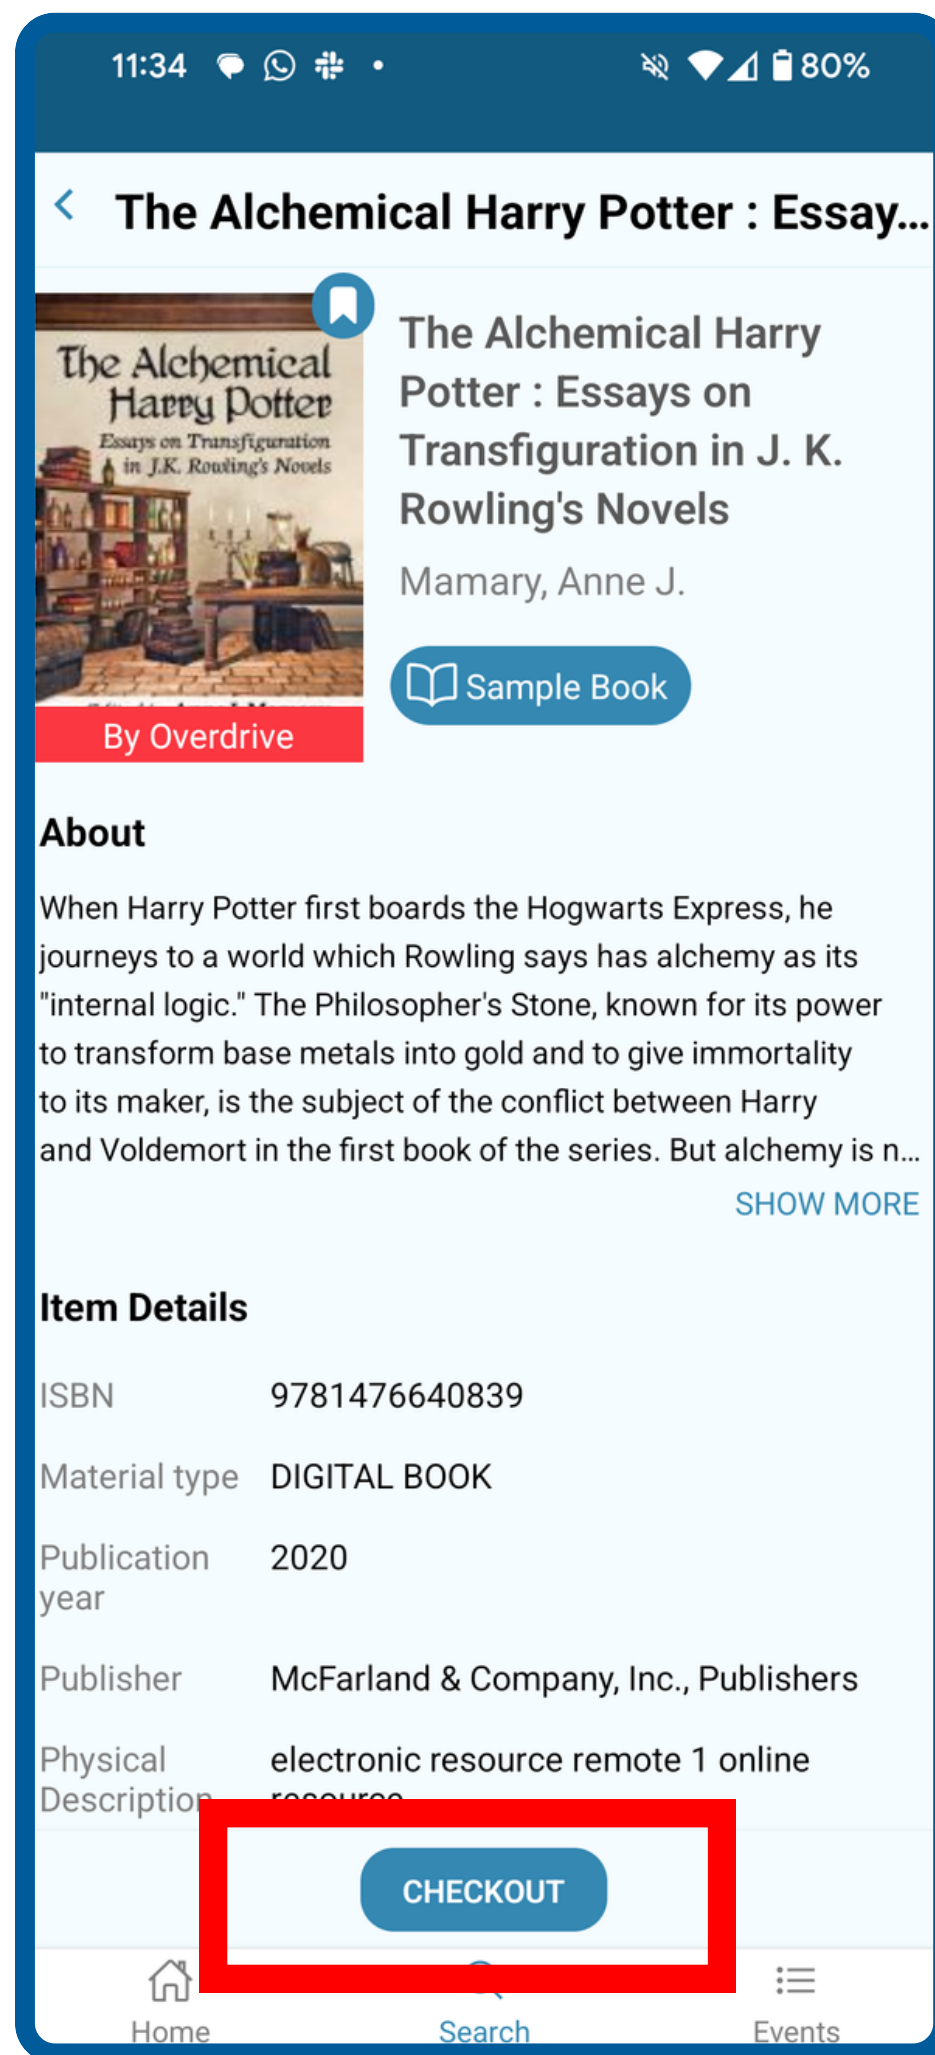 11:34
80%
The Alchemical Harry Potter : Essay...
The Alchemical
Harry Potter
Essays on Transfiguration
in J.K. Rowling's Novels
By Overdrive
The Alchemical Harry
Potter : Essays on
Transfiguration in J. K.
Rowling's Novels
Mamary, Anne J.
Sample Book
About
When Harry Potter first boards the Hogwarts Express, he
journeys to a world which Rowling says has alchemy as its
"internal logic." The Philosopher's Stone, known for its power
to transform base metals into gold and to give immortality
to its maker, is the subject of the conflict between Harry
and Voldemort in the first book of the series. But alchemy is n...
SHOW MORE
Item Details
ISBN 9781476640839
Material type DIGITAL BOOK
Publication 2020
year
Publisher McFarland & Company, Inc., Publishers
Physical electronic resource remote 1 online
Description resource
CHECKOUT
Home Search Events